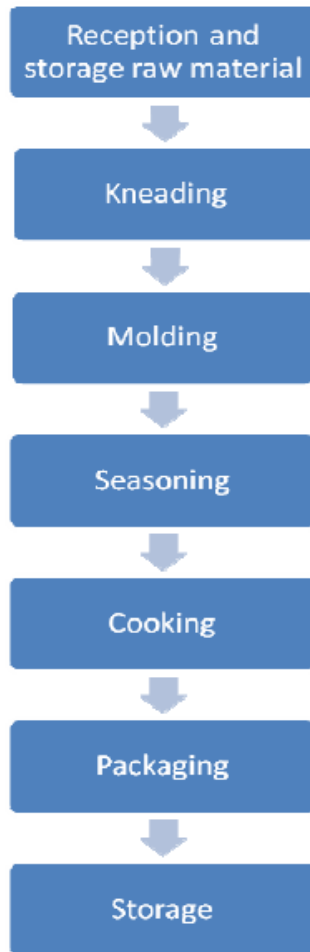 Reception and
storage raw material
Kneading
Molding
Seasoning
Cooking
Packaging
Storage